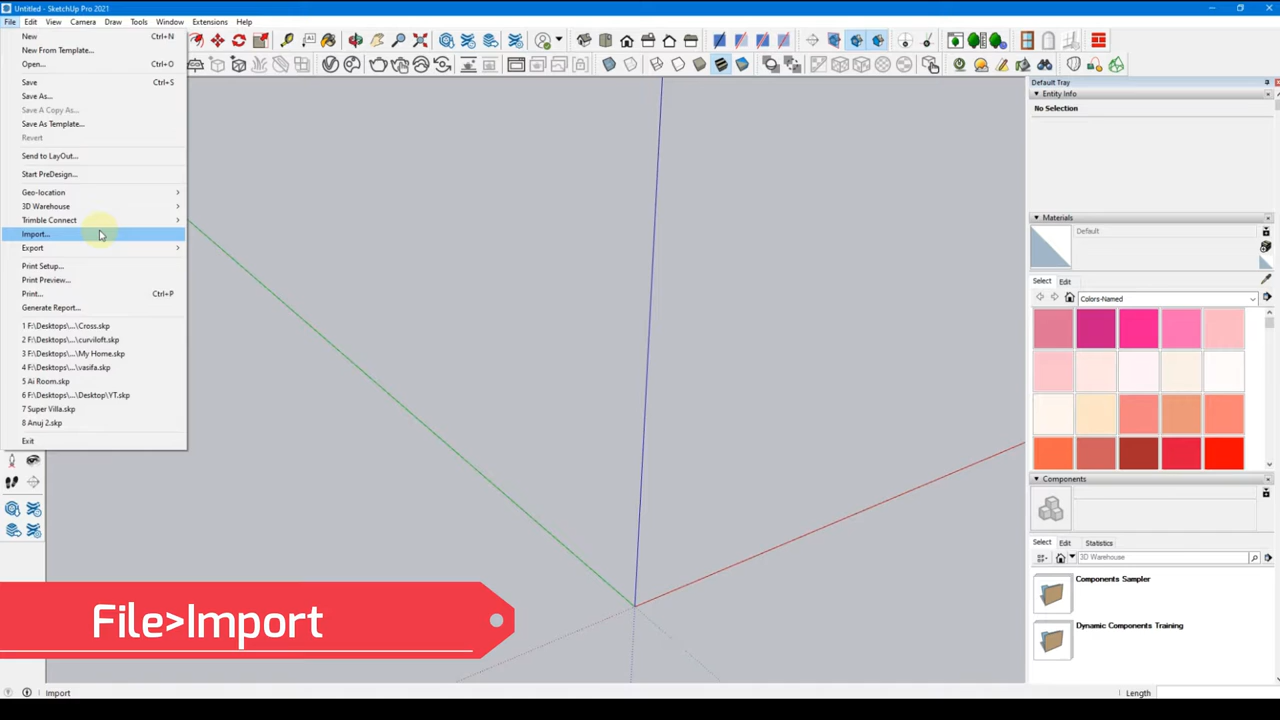 Untitled - SketchUp Pro 2021
File Edit View Camera Draw Tools Window Extensions Help
New Ctrl+N
New From Template...
Open... Ctrl+O
Save Ctrl+S
Save As...
Save A Copy As...
Save As Template...
Revert
Send to LayOut...
Start PreDesign...
Geo-location
3D Warehouse
Trimble Connect
Import...
Export
Print Setup...
Print Preview...
Print... Ctrl+P
Generate Report...
1 F:\Desktops\...\Cross.skp
2 F:\Desktops\...\curviloft.skp
3 F:\Desktops\...\My Home.skp
4 F:\Desktops\...\vasifa.skp
5 Ai Room.skp
6 F:\Desktops\...\Desktop\YT.skp
7 Super Villa.skp
8 Anuj 2.skp
Exit
Default Tray
Entity Info
No Selection
Materials
Default
Select Edit
Colors-Named
Components
Select Edit Statistics
3D Warehouse
Components Sampler
Dynamic Components Training
File>Import
Import
Length